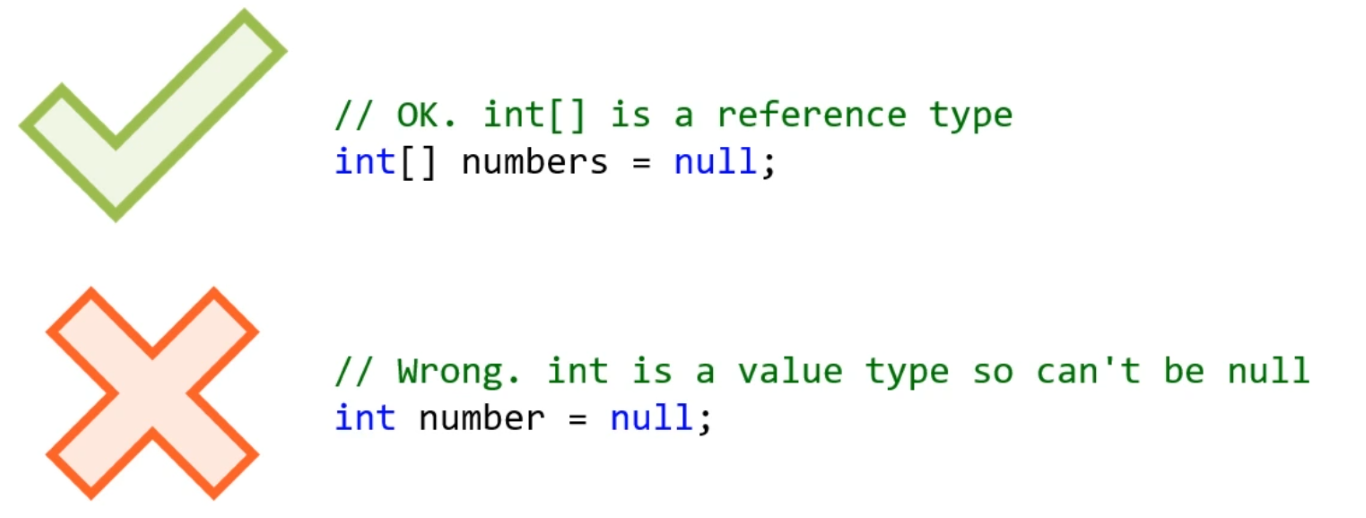 // OK. int[] is a reference type
int[] numbers = null;
// Wrong. int is a value type so can't be null
int number = null;